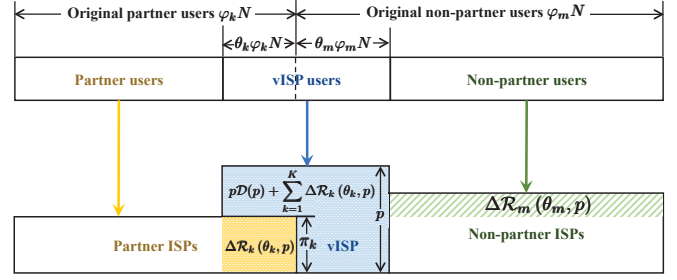 Original partner users φ_k N
Original non-partner users φ_m N
θ_k φ_k N
θ_m φ_m N
Partner users
vISP users
Non-partner users
p𝒟(p) + ∑_{k=1}^{K} Δℛ_k (θ_k, p)
p
Δℛ_m (θ_m, p)
Partner ISPs
Δℛ_k (θ_k, p)
π_k
vISP
Non-partner ISPs